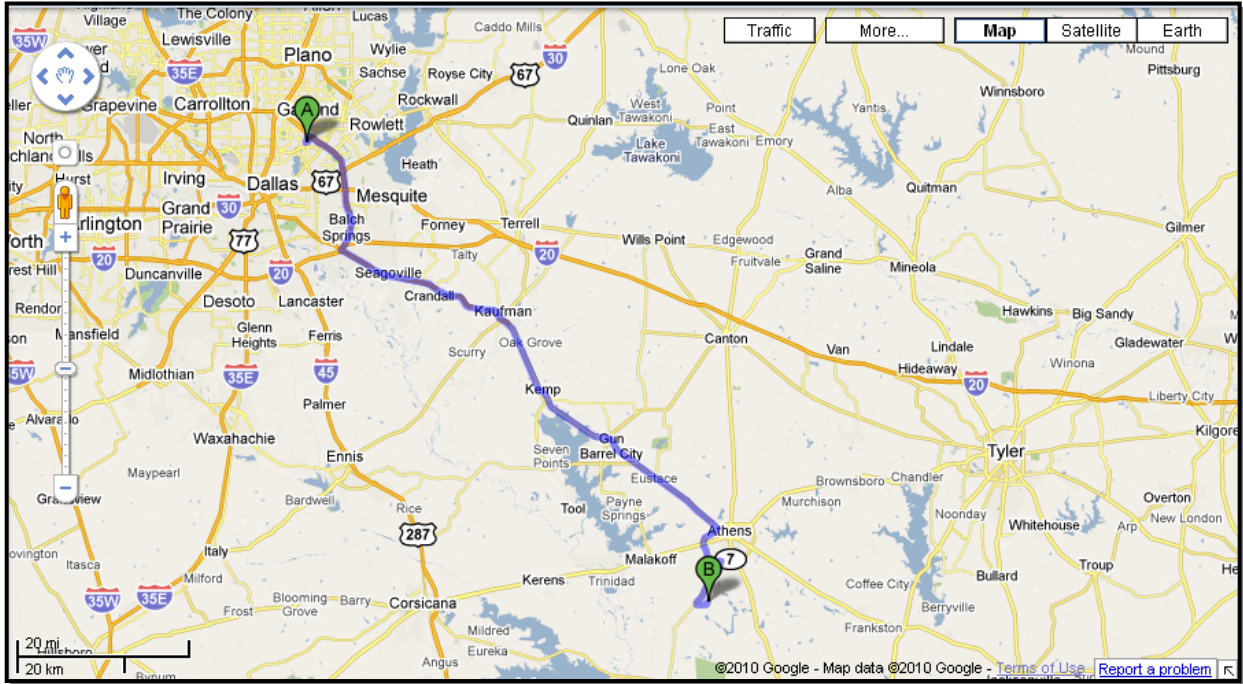 The Colony
Lucas
Caddo Mills
Traffic
More...
Map
Satellite
Earth
Village
35W
Lewisville
Plano
Wylie
30
Mound
35E
Sachse
Royse City
67
Lone Oak
Pittsburg
Winnsboro
Grapevine
Carrollton
A
Rockwall
West
Tawakoni
Point
Yantis
Rowlett
Quinlan
East
Tawakoni
Emory
North
Lake
Tawakoni
Heath
Hurst
Irving
Dallas
67
Mesquite
Alba
Quitman
Grand
Prairie
30
Balch
Springs
Forney
Terrell
Gilmer
77
Wills Point
Edgewood
20
Talty
20
Fruitvale
Grand
Saline
Mineola
Duncanville
20
Seagoville
Desoto
Lancaster
Crandall
Kaufman
Hawkins
Big Sandy
Mansfield
Glenn
Heights
Ferris
Oak Grove
Canton
Van
Lindale
Gladewater
Scurry
Hideaway
Winona
35W
Midlothian
35E
45
20
Kemp
Liberty City
Palmer
Waxahachie
Gun
Barrel City
Kilgore
Ennis
Seven
Points
Tyler
Maypearl
Eustace
Brownsboro
Chandler
Bardwell
Rice
Tool
Payne
Springs
Murchison
Overton
Noonday
Whitehouse
Arp
New London
287
Athens
Italy
Malakoff
7
Itasca
B
Troup
Milford
Kerens
Trinidad
Coffee City
Bullard
35W
35E
Blooming
Grove
Barry
Corsicana
Frost
Berryville
Mildred
Frankston
20 mi
Eureka
20 km
Angus
Bynum
©2010 Google - Map data ©2010 Google - Terms of Use
Report a problem